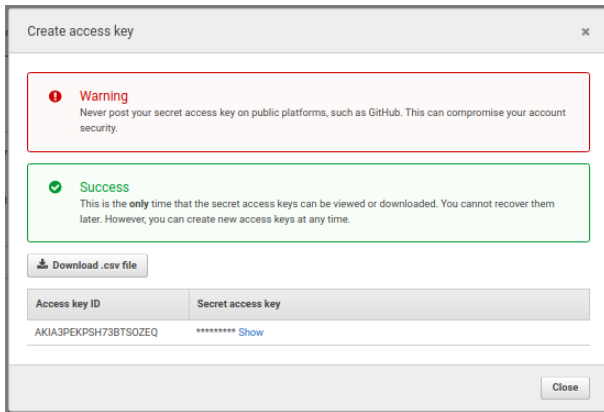 Create access key
Warning
Never post your secret access key on public platforms, such as GitHub. This can compromise your account
security.
Success
This is the only time that the secret access keys can be viewed or downloaded. You cannot recover them
later. However, you can create new access keys at any time.
Download .csv file
Access key ID Secret access key
AKIA3PEKPSH73BTSOZEQ ********* Show
Close